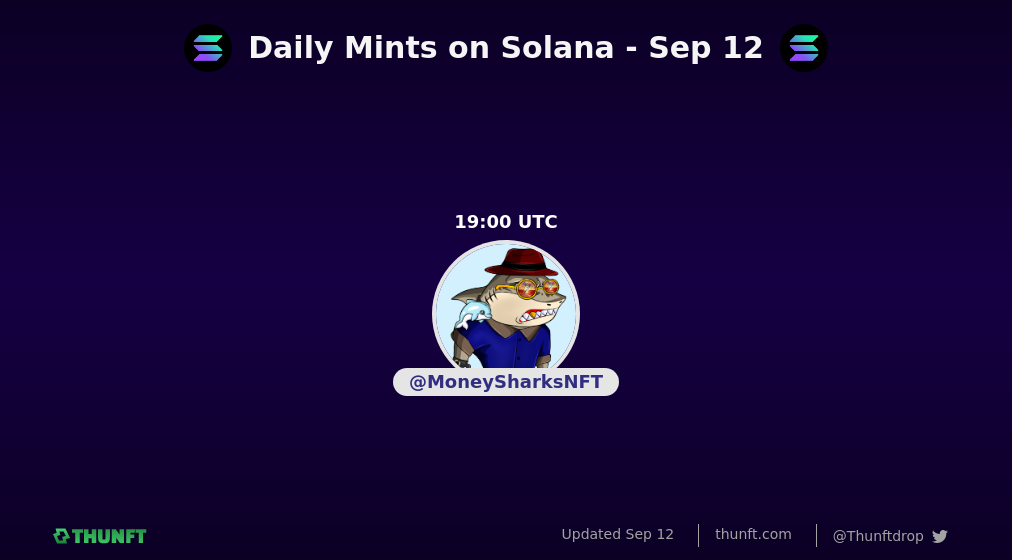 Daily Mints on Solana - Sep 12
19:00 UTC
@MoneySharksNFT
THUNFT
Updated Sep 12
thunft.com
@Thunftdrop